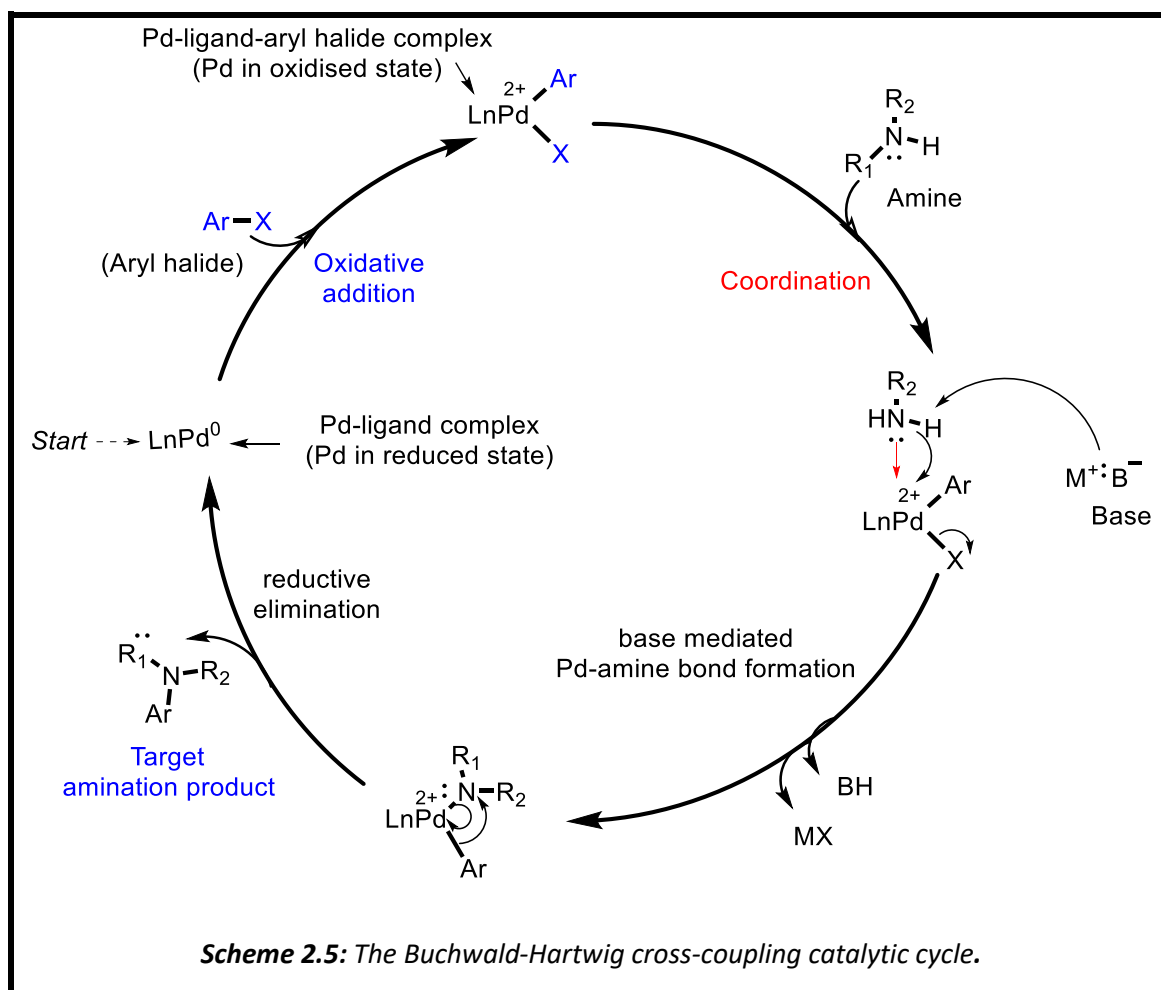 Pd-ligand-aryl halide complex
(Pd in oxidised state)
2+
LnPd
Ar
X
R2
N
H
R1
Amine
Ar
X
(Aryl halide)
Oxidative
addition
Coordination
R2
HN
H
M+:B−
Base
2+
LnPd
Ar
X
Start
LnPd0
Pd-ligand complex
(Pd in reduced state)
reductive
elimination
base mediated
Pd-amine bond formation
R1
N
R2
Ar
Target
amination product
R1
N
R2
2+
LnPd
Ar
BH
MX
Scheme 2.5: The Buchwald-Hartwig cross-coupling catalytic cycle.